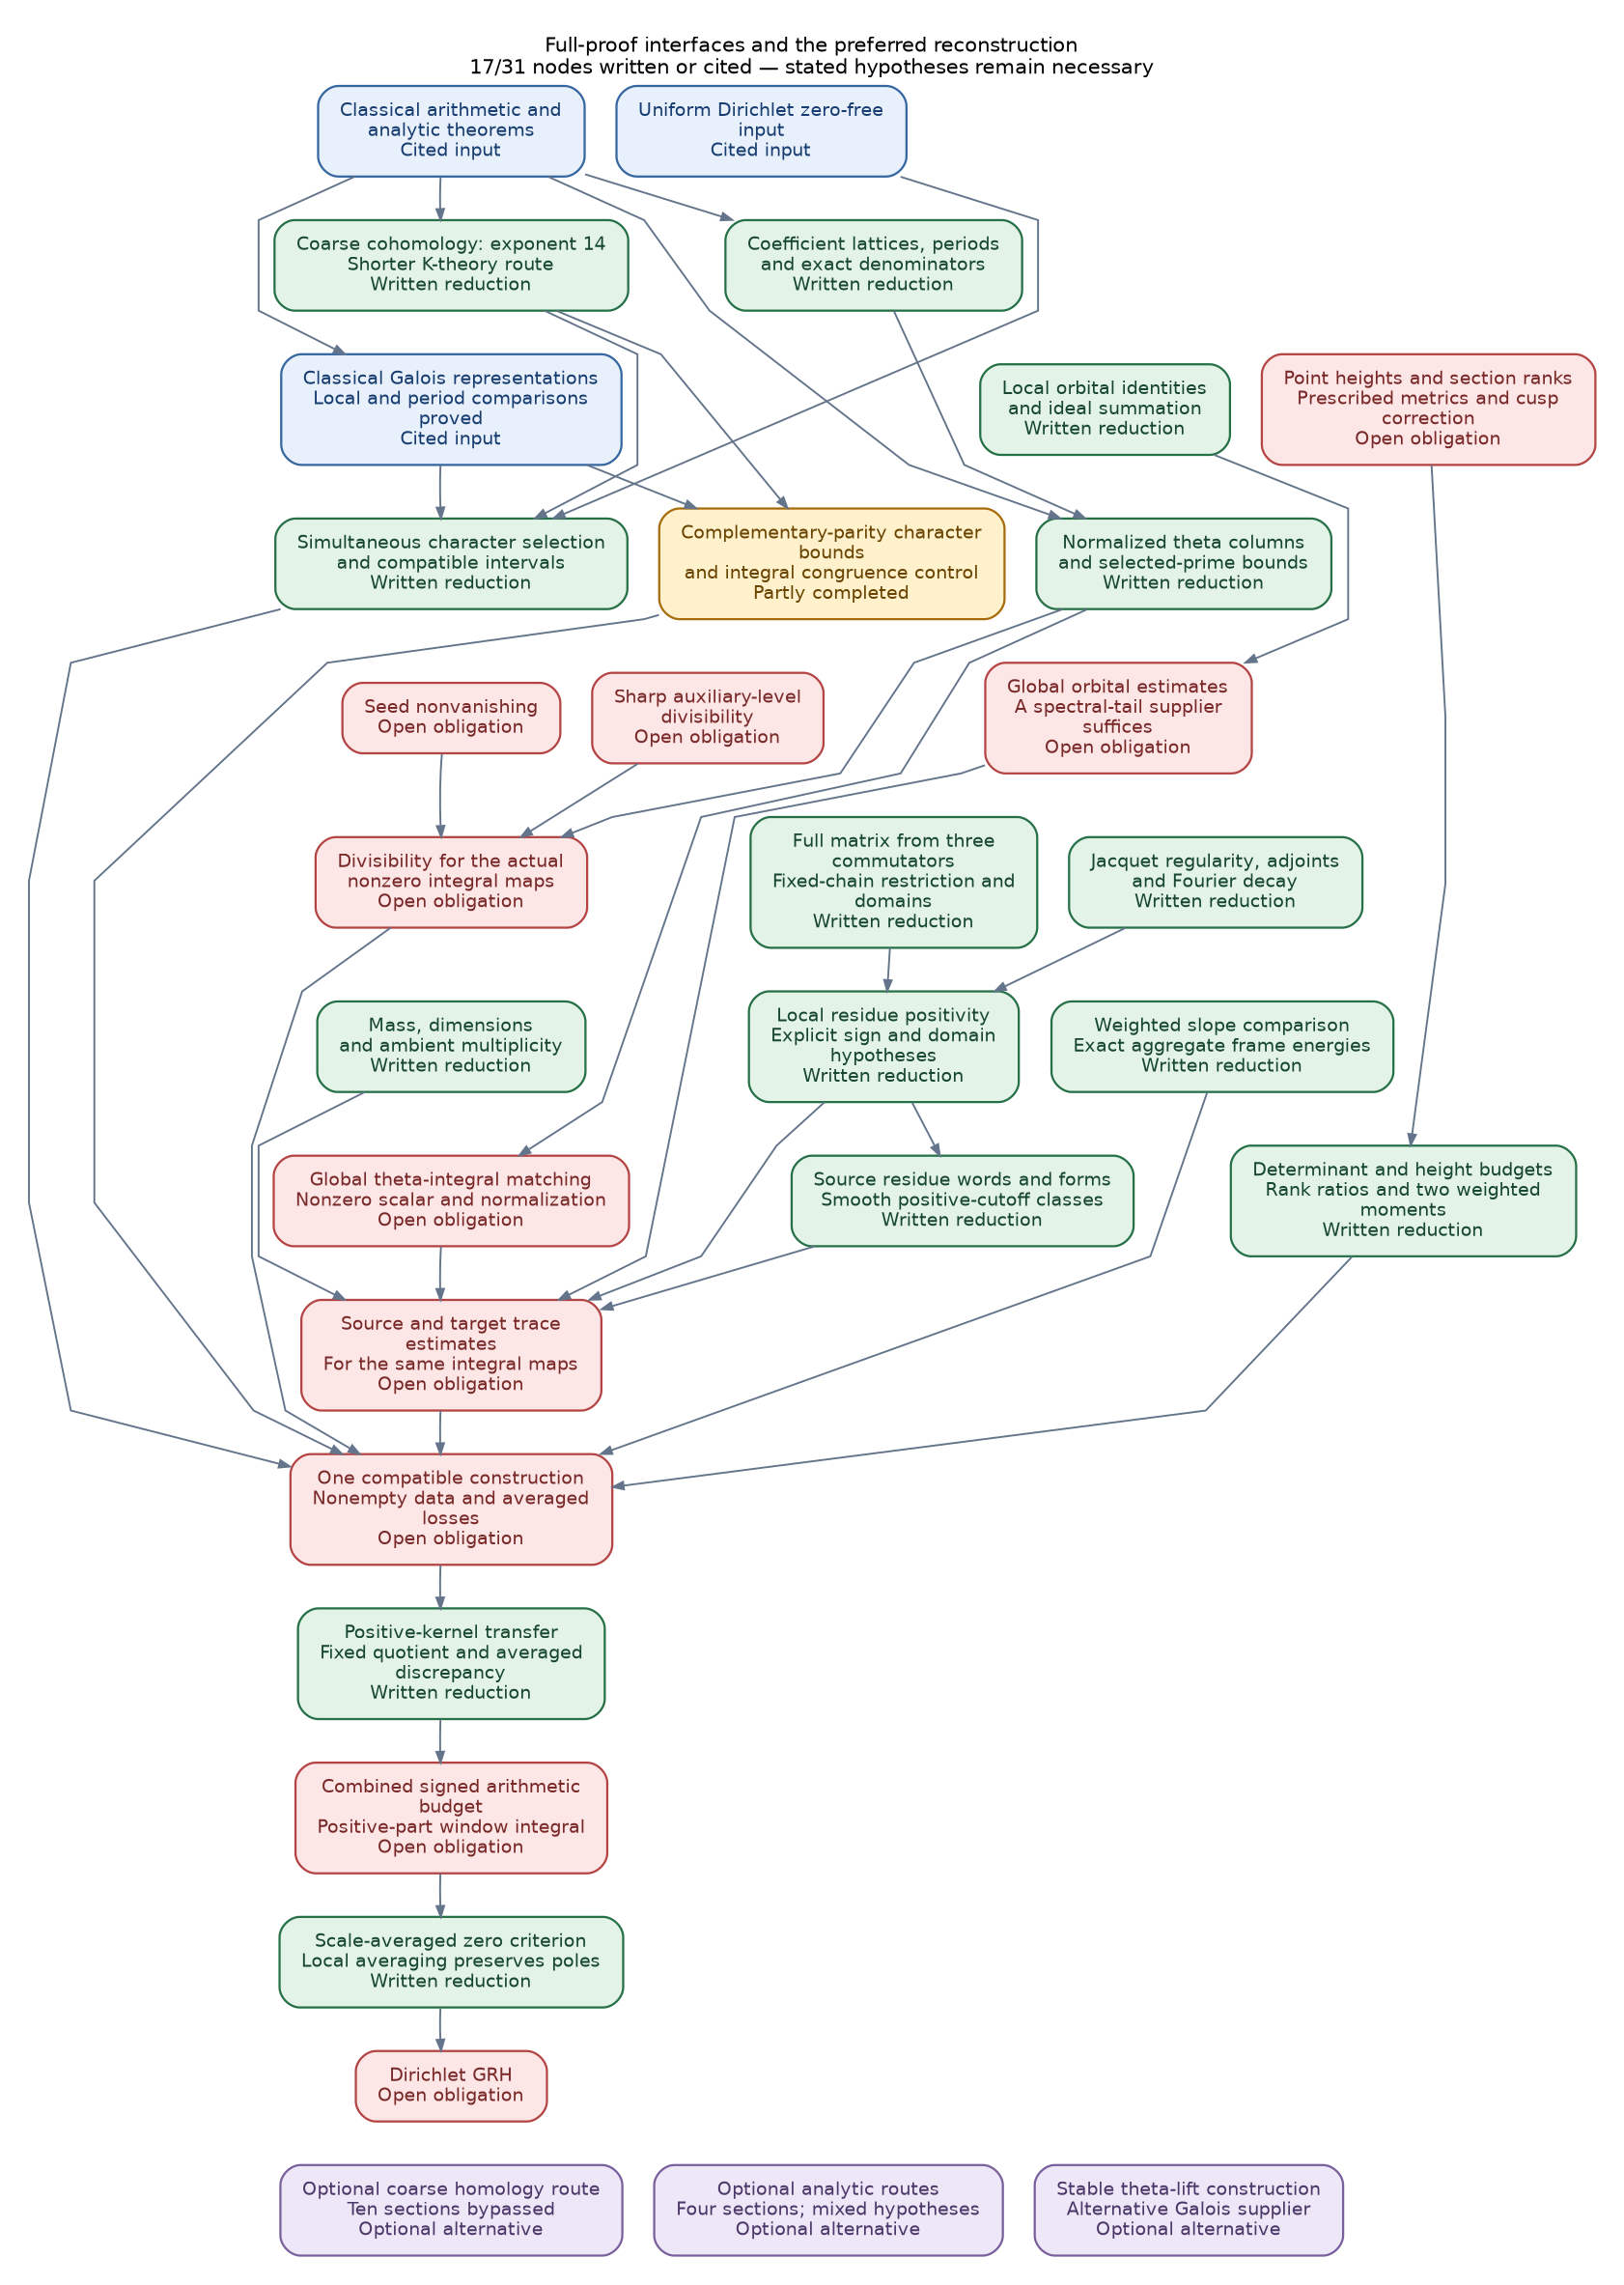 Full-proof interfaces and the preferred reconstruction
17/31 nodes written or cited — stated hypotheses remain necessary
Classical arithmetic and
analytic theorems
Cited input
Uniform Dirichlet zero-free
input
Cited input
Coarse cohomology: exponent 14
Shorter K-theory route
Written reduction
Coefficient lattices, periods
and exact denominators
Written reduction
Classical Galois representations
Local and period comparisons
proved
Cited input
Local orbital identities
and ideal summation
Written reduction
Point heights and section ranks
Prescribed metrics and cusp
correction
Open obligation
Simultaneous character selection
and compatible intervals
Written reduction
Complementary-parity character
bounds
and integral congruence control
Partly completed
Normalized theta columns
and selected-prime bounds
Written reduction
Seed nonvanishing
Open obligation
Sharp auxiliary-level
divisibility
Open obligation
Global orbital estimates
A spectral-tail supplier
suffices
Open obligation
Divisibility for the actual
nonzero integral maps
Open obligation
Full matrix from three
commutators
Fixed-chain restriction and
domains
Written reduction
Jacquet regularity, adjoints
and Fourier decay
Written reduction
Mass, dimensions
and ambient multiplicity
Written reduction
Local residue positivity
Explicit sign and domain
hypotheses
Written reduction
Weighted slope comparison
Exact aggregate frame energies
Written reduction
Global theta-integral matching
Nonzero scalar and normalization
Open obligation
Source residue words and forms
Smooth positive-cutoff classes
Written reduction
Determinant and height budgets
Rank ratios and two weighted
moments
Written reduction
Source and target trace
estimates
For the same integral maps
Open obligation
One compatible construction
Nonempty data and averaged
losses
Open obligation
Positive-kernel transfer
Fixed quotient and averaged
discrepancy
Written reduction
Combined signed arithmetic
budget
Positive-part window integral
Open obligation
Scale-averaged zero criterion
Local averaging preserves poles
Written reduction
Dirichlet GRH
Open obligation
Optional coarse homology route
Ten sections bypassed
Optional alternative
Optional analytic routes
Four sections; mixed hypotheses
Optional alternative
Stable theta-lift construction
Alternative Galois supplier
Optional alternative